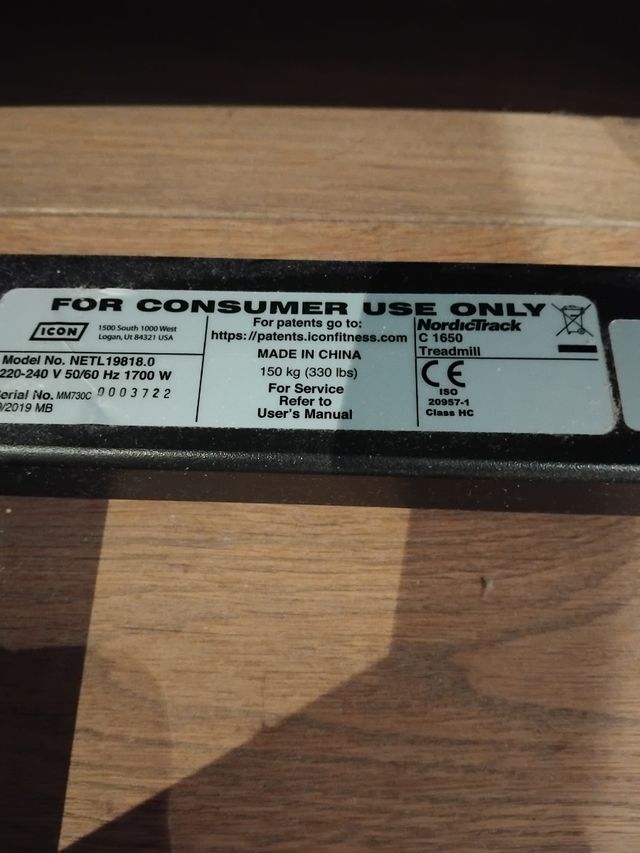 FOR CONSUMER USE ONLY
ICON
1500 South 1000 West
Logan, Ut 84321 USA
Model No. NETL19818.0
220-240 V 50/60 Hz 1700 W
erial No. MM730C 0003722
/2019 MB
For patents go to:
https://patents.iconfitness.com
MADE IN CHINA
150 kg (330 lbs)
For Service
Refer to
User's Manual
NordicTrack
C 1650
Treadmill
CE
ISO
20957-1
Class HC